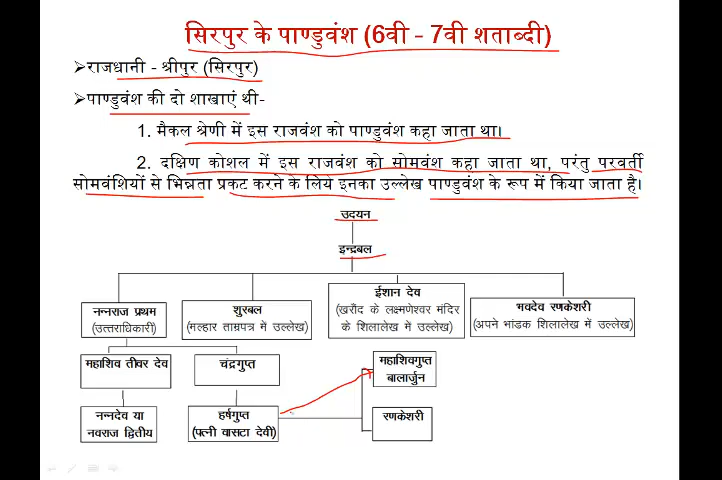 सिरपुर के पाण्डुवंश (6वी - 7वी शताब्दी)
➢राजधानी - श्रीपुर (सिरपुर)
➢पाण्डुवंश की दो शाखाएं थी-
1. मैकल श्रेणी में इस राजवंश को पाण्डुवंश कहा जाता था।
2. दक्षिण कोशल में इस राजवंश को सोमवंश कहा जाता था, परंतु परवर्ती
सोमवंशियों से भिन्नता प्रकट करने के लिये इनका उल्लेख पाण्डुवंश के रूप में किया जाता है।
उदयन
इन्द्रबल
नन्नराज प्रथम
(उत्तराधिकारी)
शुरबल
(मल्हार ताम्रपत्र में उल्लेख)
ईशान देव
(खरौंद के लक्ष्मणेश्वर मंदिर
के शिलालेख में उल्लेख)
भवदेव रणकेशरी
(अपने भांडक शिलालेख में उल्लेख)
महाशिव तीवर देव
चंद्रगुप्त
महाशिवगुप्त
बालार्जुन
नन्नदेव या
नवराज द्वितीय
हर्षगुप्त
(पत्नी वासटा देवी)
रणकेशरी